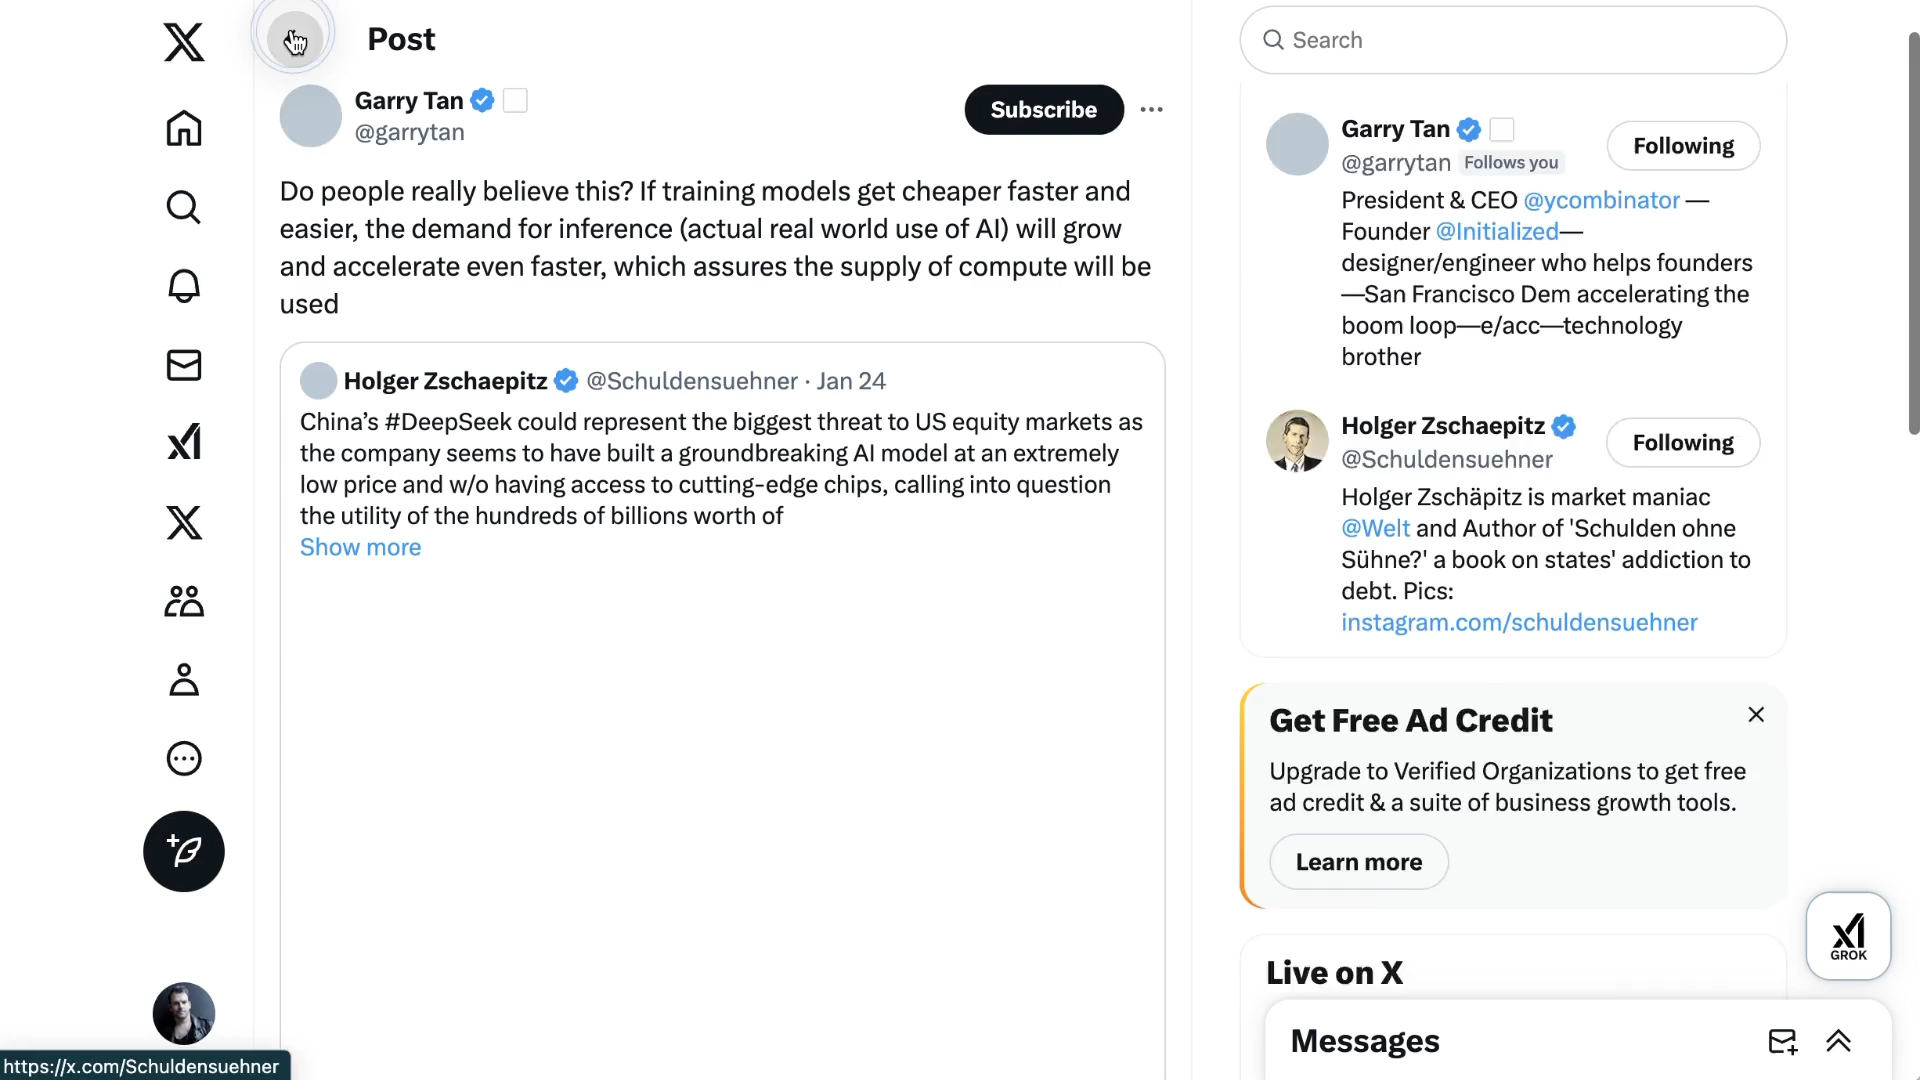 Post
Garry Tan
@garrytan
Subscribe
Do people really believe this? If training models get cheaper faster and
easier, the demand for inference (actual real world use of AI) will grow
and accelerate even faster, which assures the supply of compute will be
used
Holger Zschaepitz @Schuldensuehner · Jan 24
China’s #DeepSeek could represent the biggest threat to US equity markets as
the company seems to have built a groundbreaking AI model at an extremely
low price and w/o having access to cutting-edge chips, calling into question
the utility of the hundreds of billions worth of
Show more
https://x.com/Schuldensuehner
Search
Garry Tan
@garrytan Follows you
Following
President & CEO @ycombinator —
Founder @Initialized—
designer/engineer who helps founders
—San Francisco Dem accelerating the
boom loop—e/acc—technology
brother
Holger Zschaepitz
@Schuldensuehner
Following
Holger Zschäpitz is market maniac
@Welt and Author of 'Schulden ohne
Sühne?' a book on states' addiction to
debt. Pics:
instagram.com/schuldensuehner
Get Free Ad Credit
Upgrade to Verified Organizations to get free
ad credit & a suite of business growth tools.
Learn more
GROK
Live on X
Messages